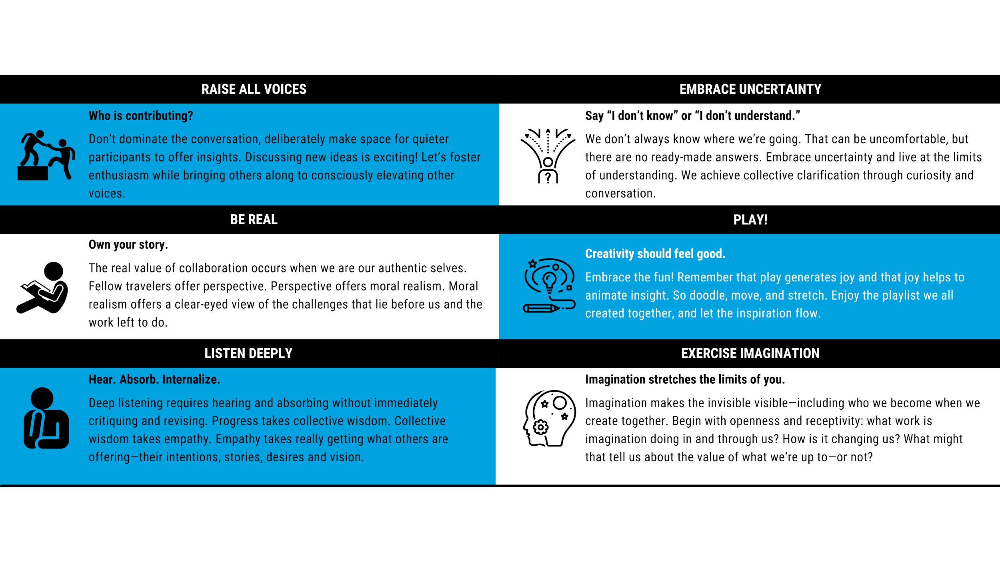 RAISE ALL VOICES
Who is contributing?
Don’t dominate the conversation, deliberately make space for quieter
participants to offer insights. Discussing new ideas is exciting! Let’s foster
enthusiasm while bringing others along to consciously elevating other
voices.
EMBRACE UNCERTAINTY
Say “I don’t know” or “I don’t understand.”
We don’t always know where we’re going. That can be uncomfortable, but
there are no ready-made answers. Embrace uncertainty and live at the limits
of understanding. We achieve collective clarification through curiosity and
conversation.
BE REAL
Own your story.
The real value of collaboration occurs when we are our authentic selves.
Fellow travelers offer perspective. Perspective offers moral realism. Moral
realism offers a clear-eyed view of the challenges that lie before us and the
work left to do.
PLAY!
Creativity should feel good.
Embrace the fun! Remember that play generates joy and that joy helps to
animate insight. So doodle, move, and stretch. Enjoy the playlist we all
created together, and let the inspiration flow.
LISTEN DEEPLY
Hear. Absorb. Internalize.
Deep listening requires hearing and absorbing without immediately
critiquing and revising. Progress takes collective wisdom. Collective
wisdom takes empathy. Empathy takes really getting what others are
offering—their intentions, stories, desires and vision.
EXERCISE IMAGINATION
Imagination stretches the limits of you.
Imagination makes the invisible visible—including who we become when we
create together. Begin with openness and receptivity: what work is
imagination doing in and through us? How is it changing us? What might
that tell us about the value of what we’re up to—or not?
?